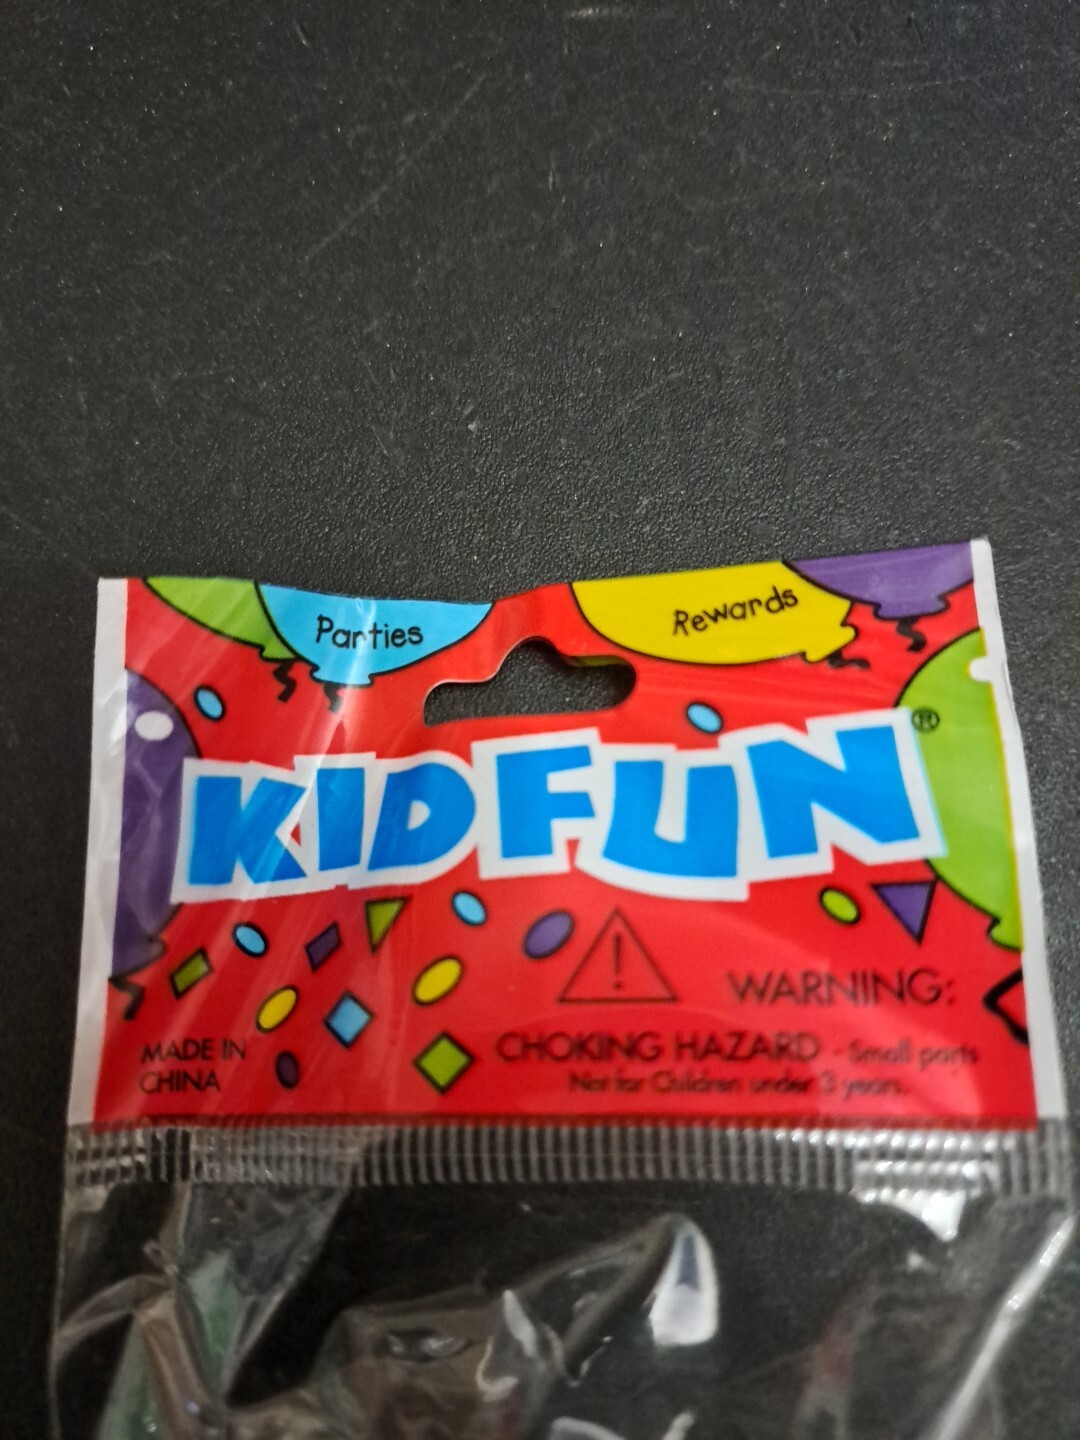 Parties
Rewards
KIDFUN®
WARNING:
MADE IN
CHINA
CHOKING HAZARD - Small parts
Not for Children under 3 years.